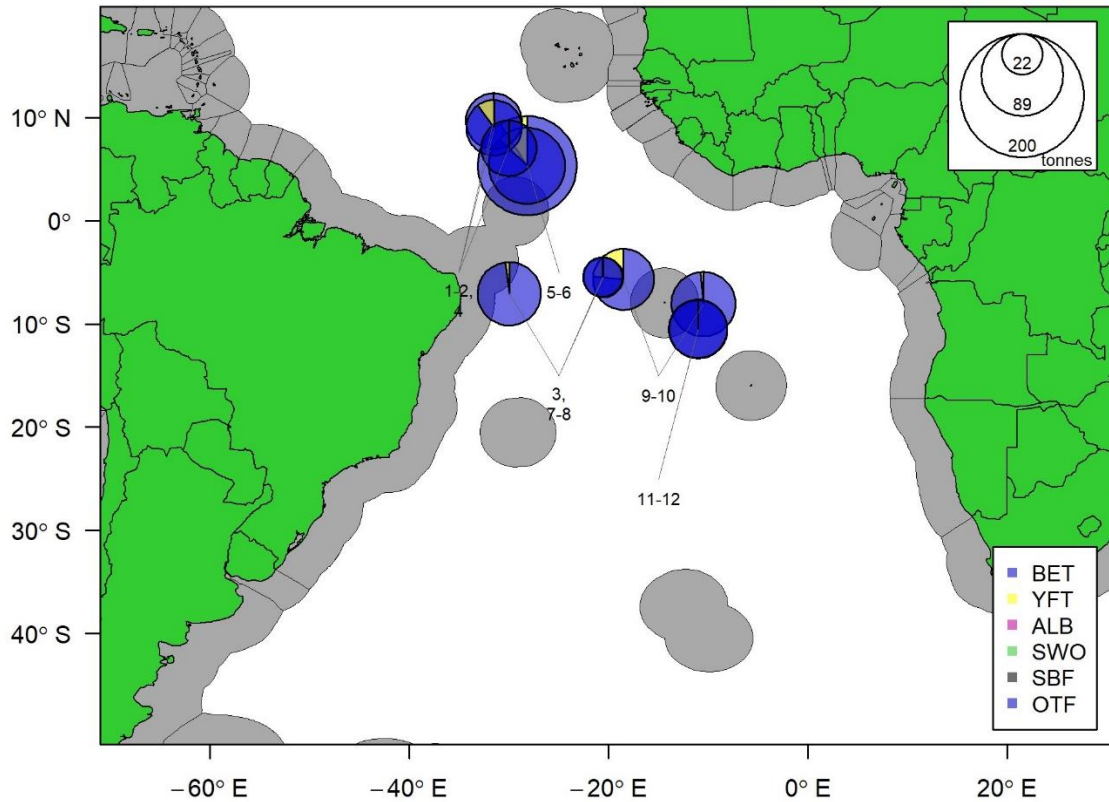 22
89
200
tonnes
10° N
0°
10° S
20° S
30° S
40° S
1-2,
4
5-6
3,
7-8
9-10
11-12
BET
YFT
ALB
SWO
SBF
OTF
−60° E
−40° E
−20° E
0° E
20° E